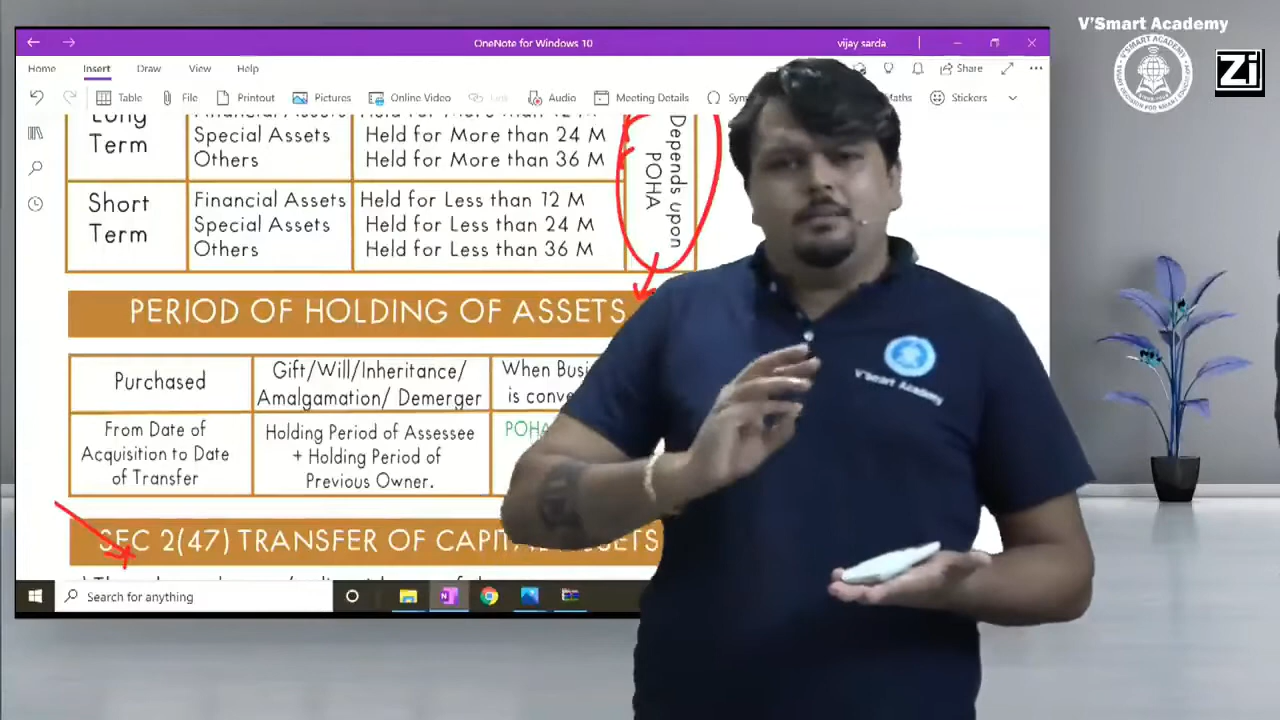 V'Smart Academy
Zi
OneNote for Windows 10
vijay sarda
Home Insert Draw View Help
Share
Table File Printout Pictures Online Video Link Audio Meeting Details Maths Stickers
Long
Term
Special Assets
Others
Held for More than 24 M
Held for More than 36 M
Short
Term
Financial Assets
Special Assets
Others
Held for Less than 12 M
Held for Less than 24 M
Held for Less than 36 M
Depends upon
POHA
PERIOD OF HOLDING OF ASSETS
Purchased
Gift/Will/Inheritance/
Amalgamation/ Demerger
When
is
From Date of
Acquisition to Date
of Transfer
Holding Period of Assessee
+ Holding Period of
Previous Owner.
POHA
SEC 2(47) TRANSFER OF CAPITAL ASSETS
Search for anything
V'Smart Academy